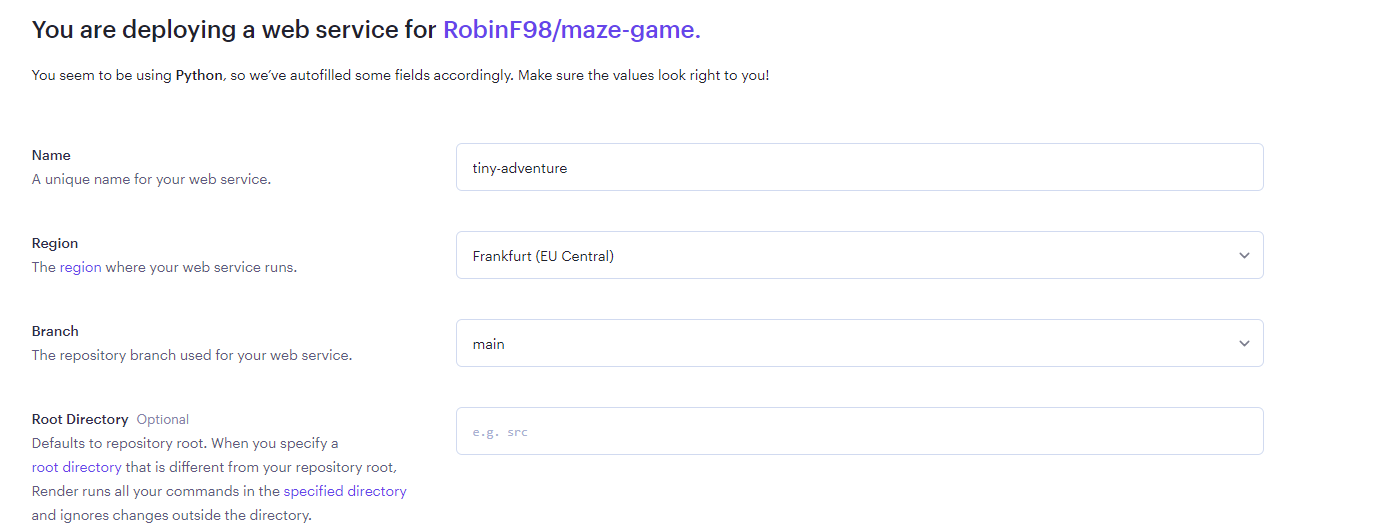 You are deploying a web service for RobinF98/maze-game.
You seem to be using Python, so we’ve autofilled some fields accordingly. Make sure the values look right to you!
Name
A unique name for your web service.
tiny-adventure
Region
The region where your web service runs.
Frankfurt (EU Central)
Branch
The repository branch used for your web service.
main
Root Directory Optional
Defaults to repository root. When you specify a
root directory that is different from your repository root,
Render runs all your commands in the specified directory
and ignores changes outside the directory.
e.g. src